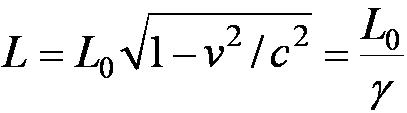 L = L₀√(1 − v²/c²) = L₀/γ